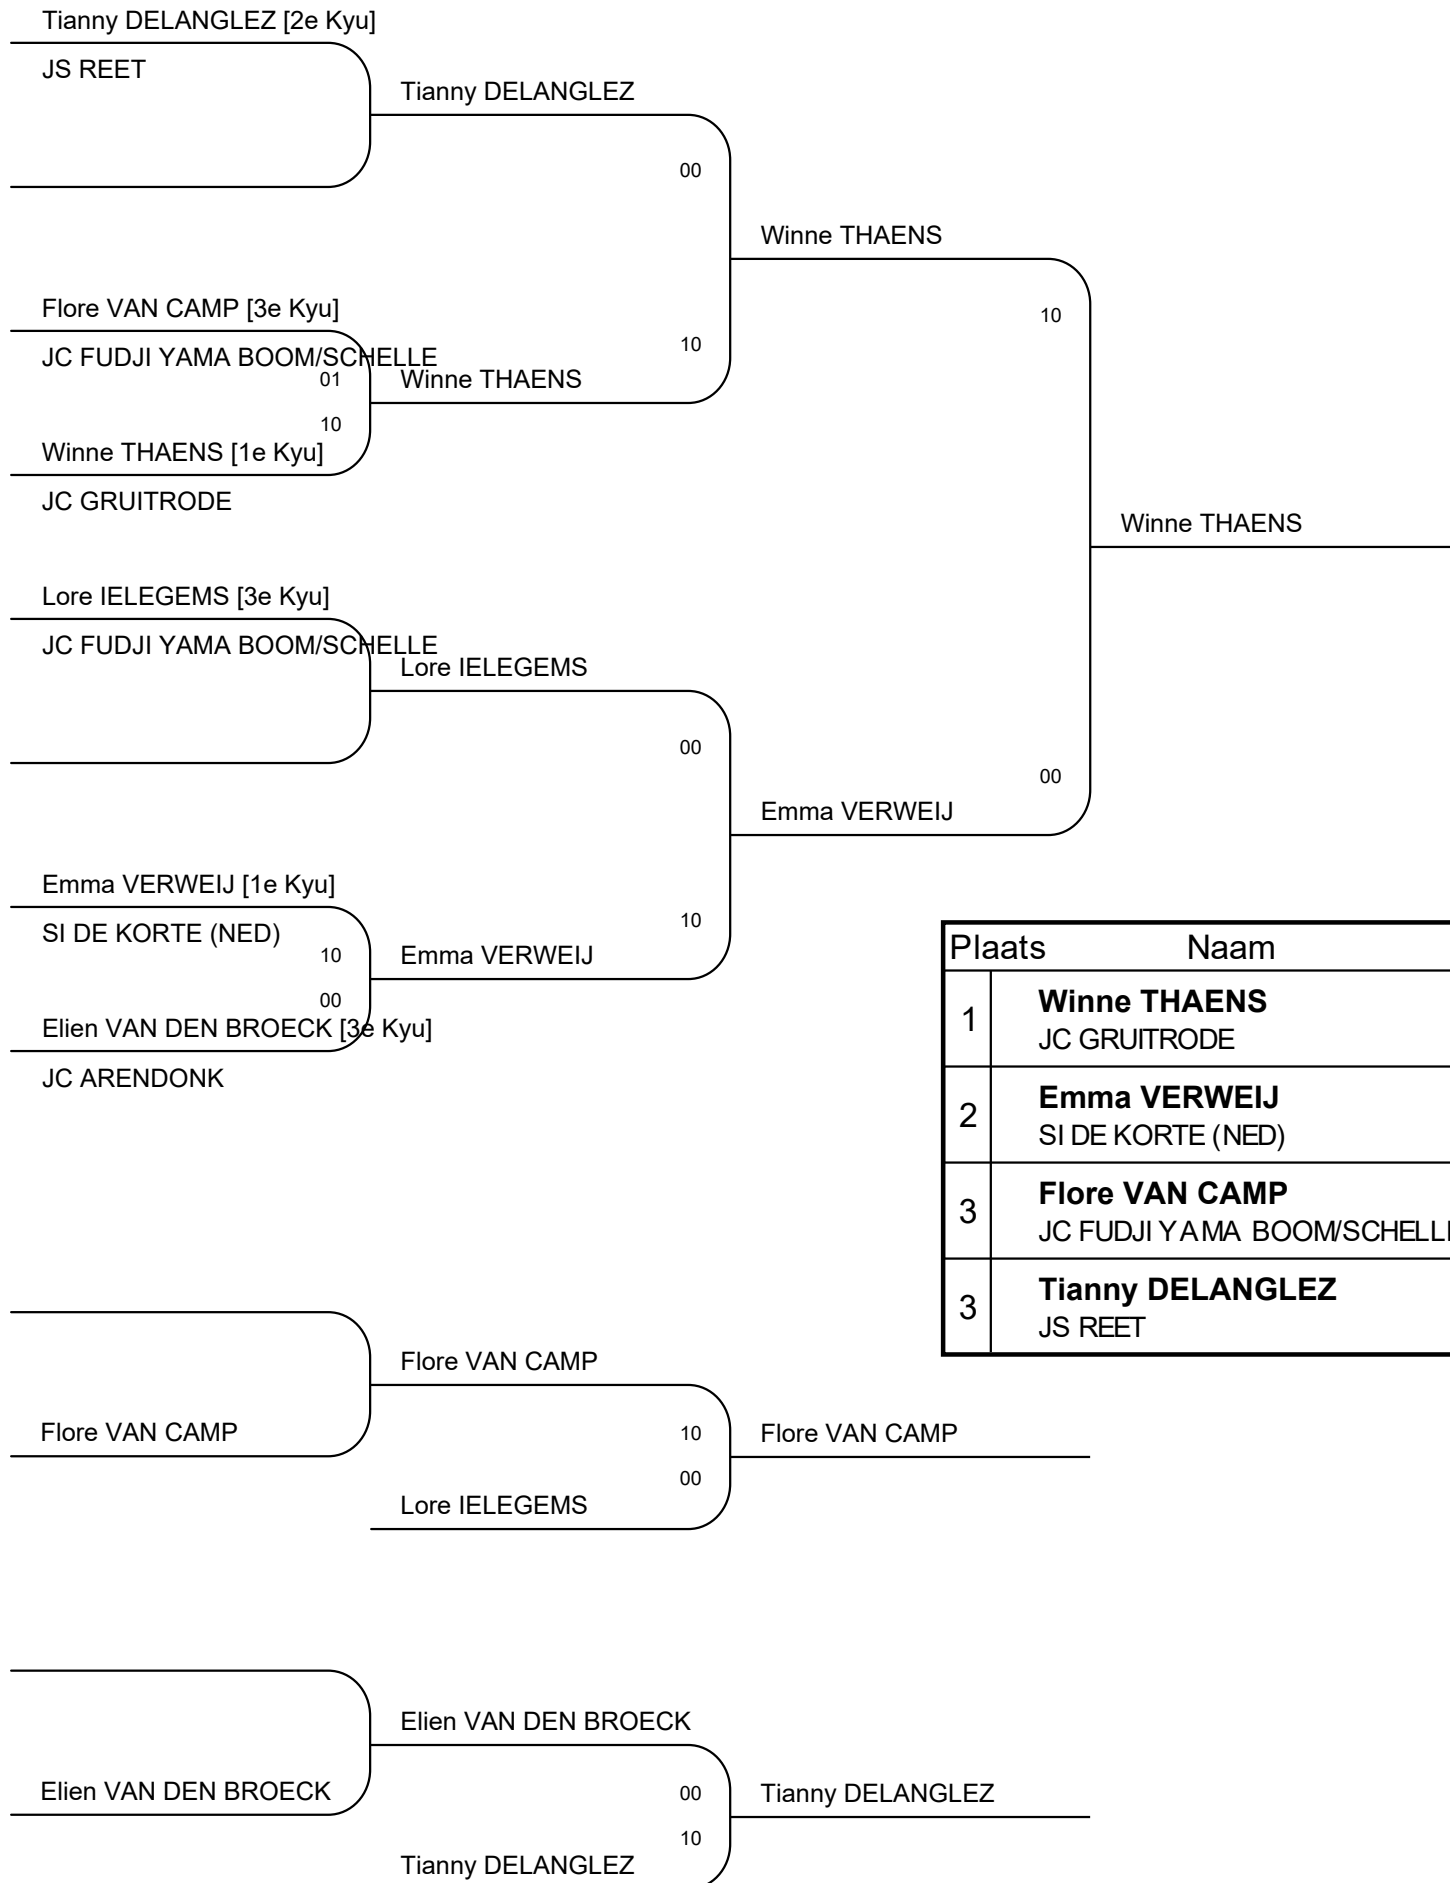 Tianny DELANGLEZ [2e Kyu]
JS REET
Tianny DELANGLEZ
00
Winne THAENS
Flore VAN CAMP [3e Kyu]
10
JC FUDJI YAMA BOOM/SCHELLE
10
01
Winne THAENS
10
Winne THAENS [1e Kyu]
JC GRUITRODE
Winne THAENS
Lore IELEGEMS [3e Kyu]
JC FUDJI YAMA BOOM/SCHELLE
Lore IELEGEMS
00
00
Emma VERWEIJ
Emma VERWEIJ [1e Kyu]
10
SI DE KORTE (NED)
10
Emma VERWEIJ
00
Elien VAN DEN BROECK [3e Kyu]
JC ARENDONK
Plaats Naam
1 Winne THAENS
JC GRUITRODE
2 Emma VERWEIJ
SI DE KORTE (NED)
3 Flore VAN CAMP
JC FUDJI YAMA BOOM/SCHELLE
3 Tianny DELANGLEZ
JS REET
Flore VAN CAMP
Flore VAN CAMP
10
Flore VAN CAMP
00
Lore IELEGEMS
Elien VAN DEN BROECK
Elien VAN DEN BROECK
00
Tianny DELANGLEZ
10
Tianny DELANGLEZ